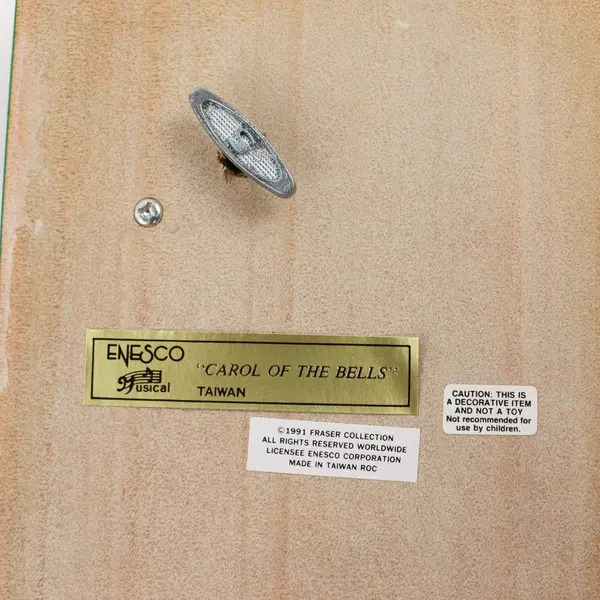 ENESCO
Musical
"CAROL OF THE BELLS"
TAIWAN
©1991 FRASER COLLECTION
ALL RIGHTS RESERVED WORLDWIDE
LICENSEE ENESCO CORPORATION
MADE IN TAIWAN ROC
CAUTION: THIS IS
A DECORATIVE ITEM
AND NOT A TOY
Not recommended for
use by children.